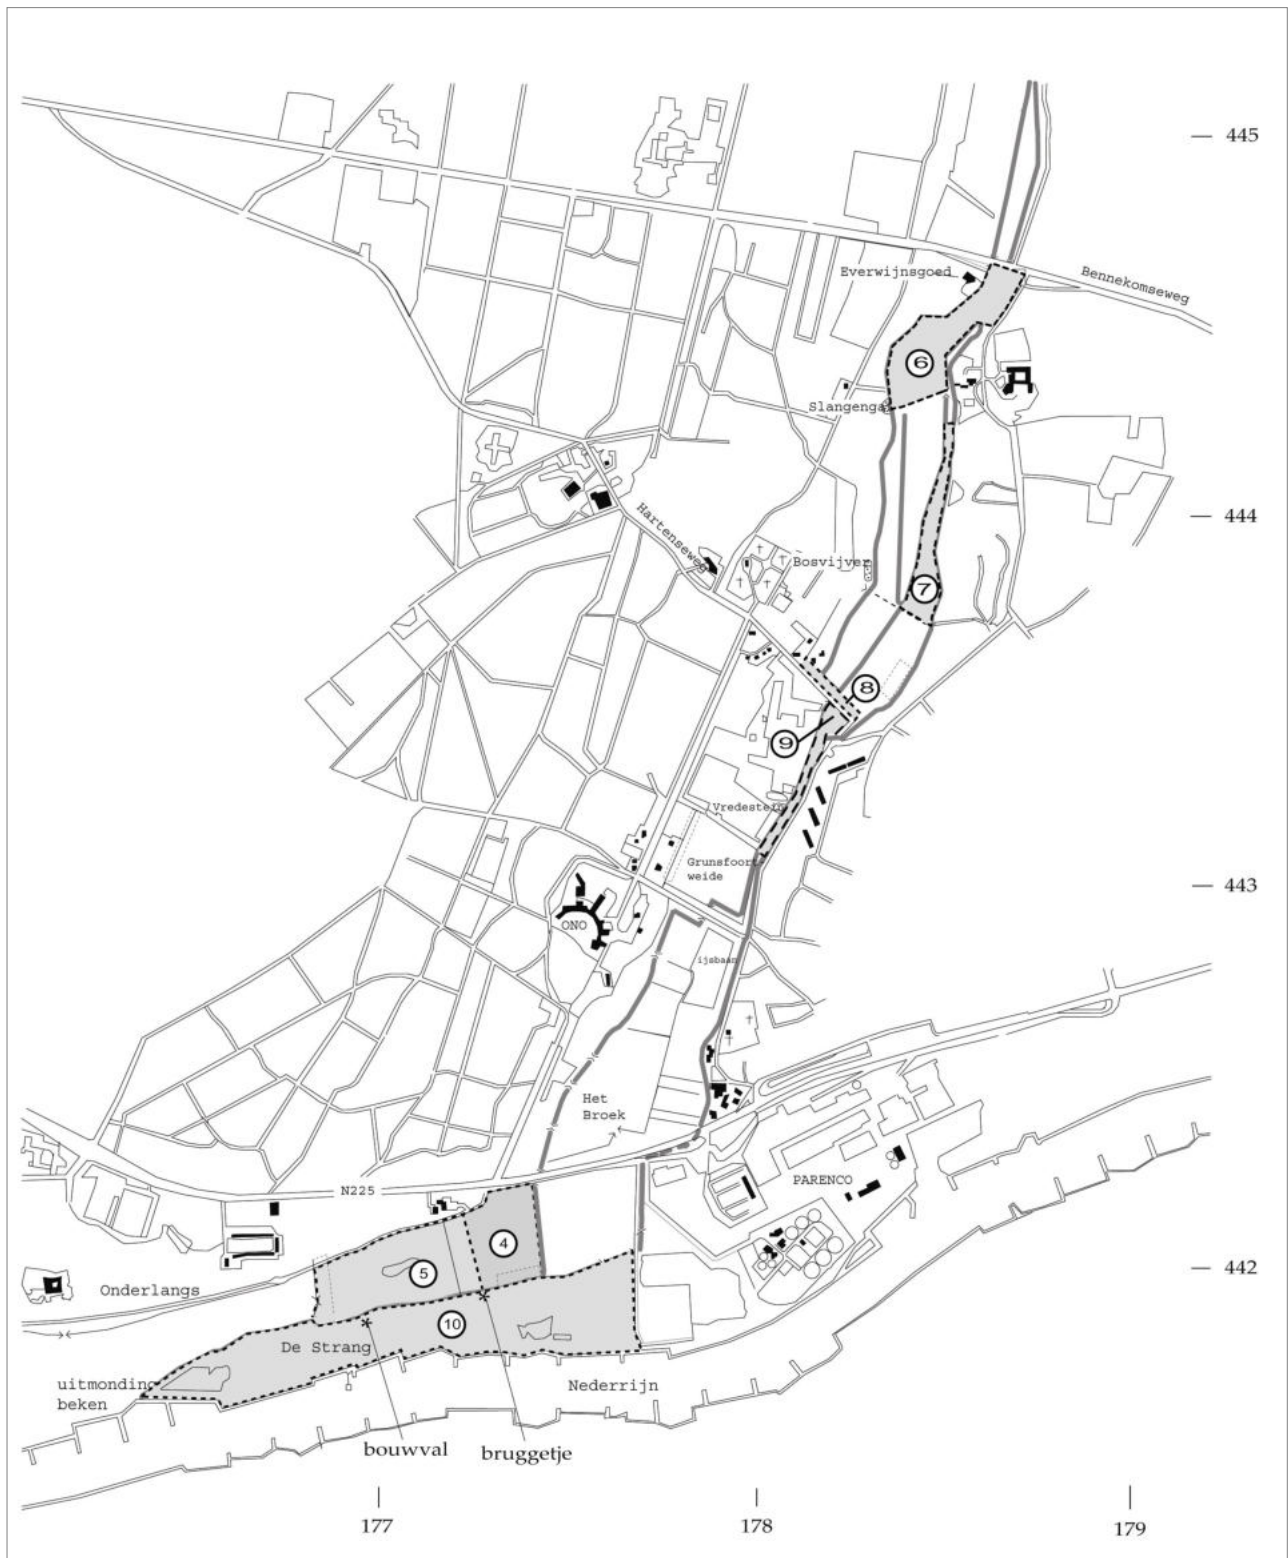 445
Everwijnsgoed
Bennekomseweg
6
Slangenga
444
Hartenseweg
Bosvijver
7
8
9
Vredestein
Grunsfoort
weide
443
ONO
ijsbaan
Het
Broek
PARENCO
N225
4
5
442
Onderlangs
10
De Strang
uitmonding
beken
Nederrijn
bouwval
bruggetje
177
178
179